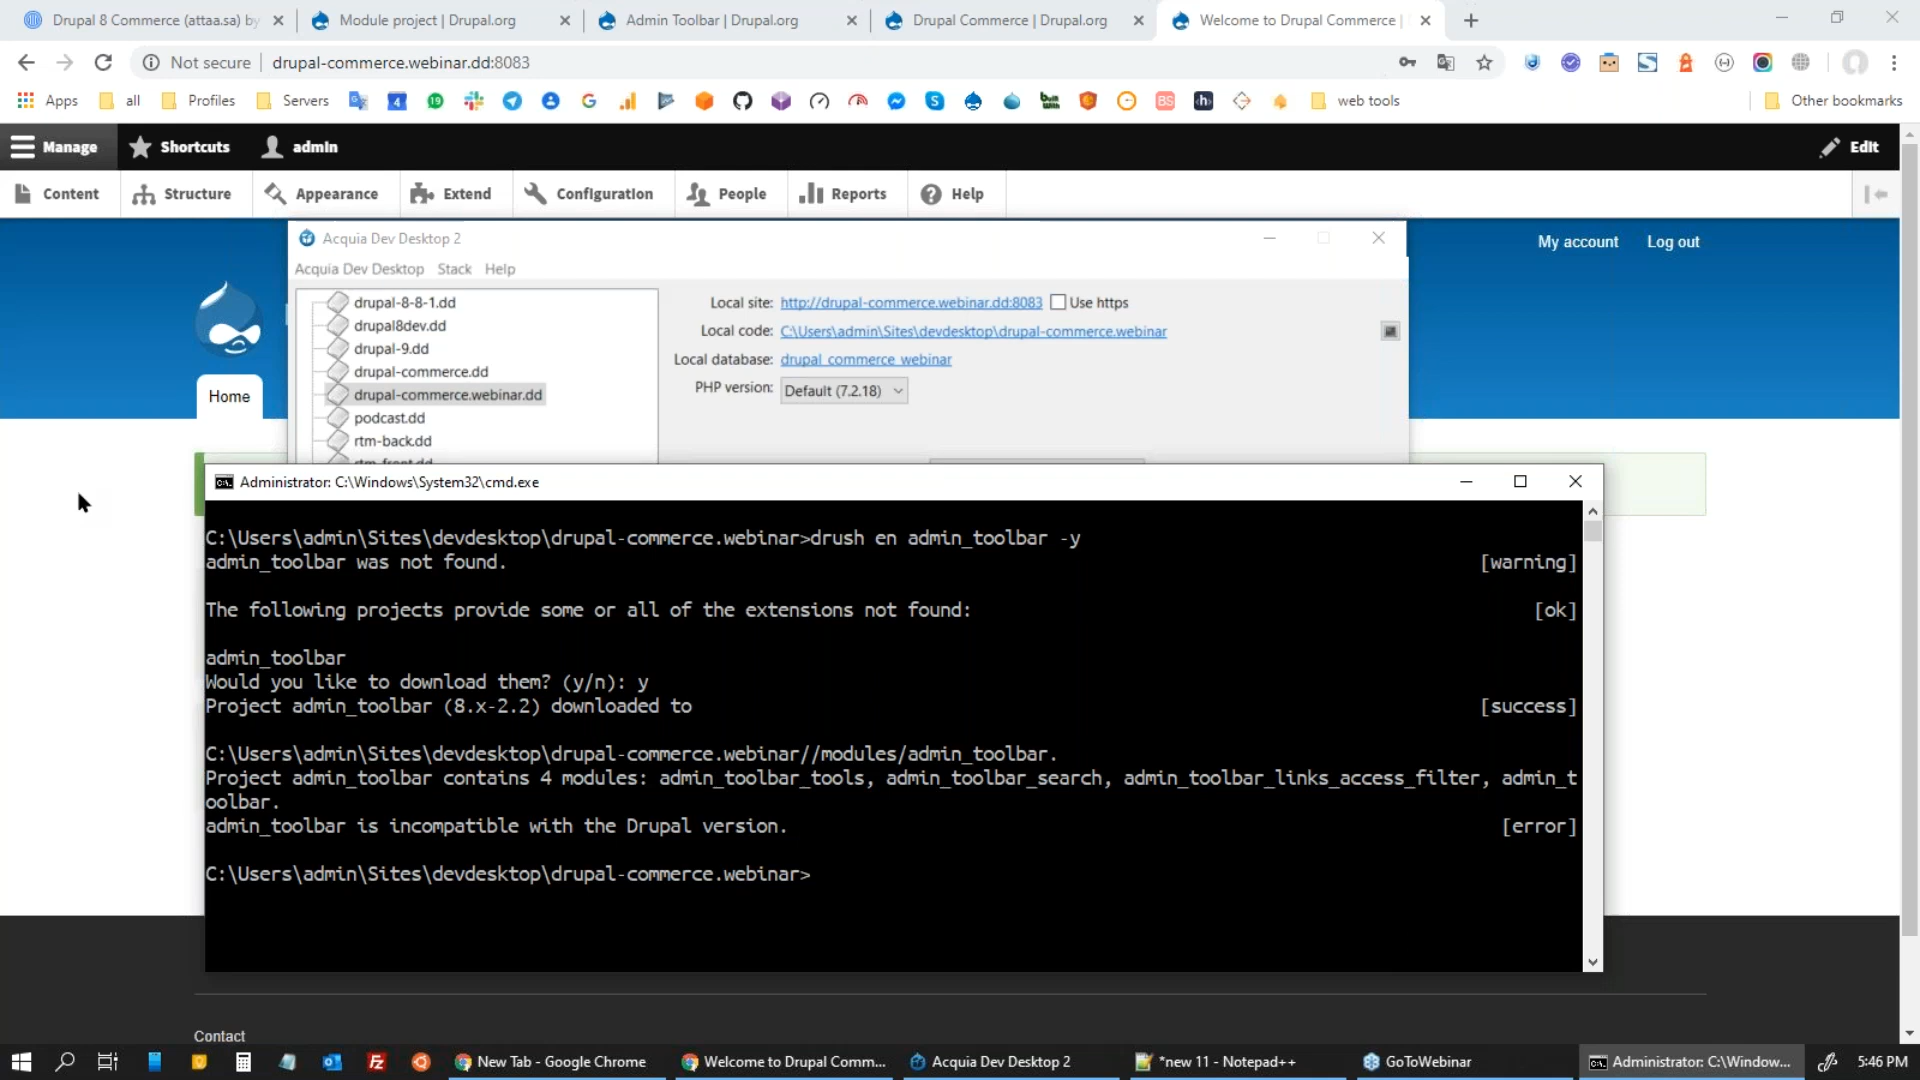 Drupal 8 Commerce (attaa.sa) by
Module project | Drupal.org
Admin Toolbar | Drupal.org
Drupal Commerce | Drupal.org
Welcome to Drupal Commerce |
Not secure
drupal-commerce.webinar.dd:8083
Apps
all
Profiles
Servers
web tools
Other bookmarks
Manage
Shortcuts
admin
Edit
Content
Structure
Appearance
Extend
Configuration
People
Reports
Help
My account
Log out
Home
Acquia Dev Desktop 2
Acquia Dev Desktop Stack Help
drupal-8-8-1.dd
drupal8dev.dd
drupal-9.dd
drupal-commerce.dd
drupal-commerce.webinar.dd
podcast.dd
rtm-back.dd
rtm-front.dd
Local site: http://drupal-commerce.webinar.dd:8083 Use https
Local code: C:\Users\admin\Sites\devdesktop\drupal-commerce.webinar
Local database: drupal_commerce_webinar
PHP version: Default (7.2.18)
Administrator: C:\Windows\System32\cmd.exe
C:\Users\admin\Sites\devdesktop\drupal-commerce.webinar>drush en admin_toolbar -y
admin_toolbar was not found. [warning]
The following projects provide some or all of the extensions not found: [ok]
admin_toolbar
Would you like to download them? (y/n): y
Project admin_toolbar (8.x-2.2) downloaded to [success]
C:\Users\admin\Sites\devdesktop\drupal-commerce.webinar//modules/admin_toolbar.
Project admin_toolbar contains 4 modules: admin_toolbar_tools, admin_toolbar_search, admin_toolbar_links_access_filter, admin_t
oolbar.
admin_toolbar is incompatible with the Drupal version. [error]
C:\Users\admin\Sites\devdesktop\drupal-commerce.webinar>
Contact
New Tab - Google Chrome
Welcome to Drupal Comm...
Acquia Dev Desktop 2
*new 11 - Notepad++
GoToWebinar
Administrator: C:\Window...
5:46 PM